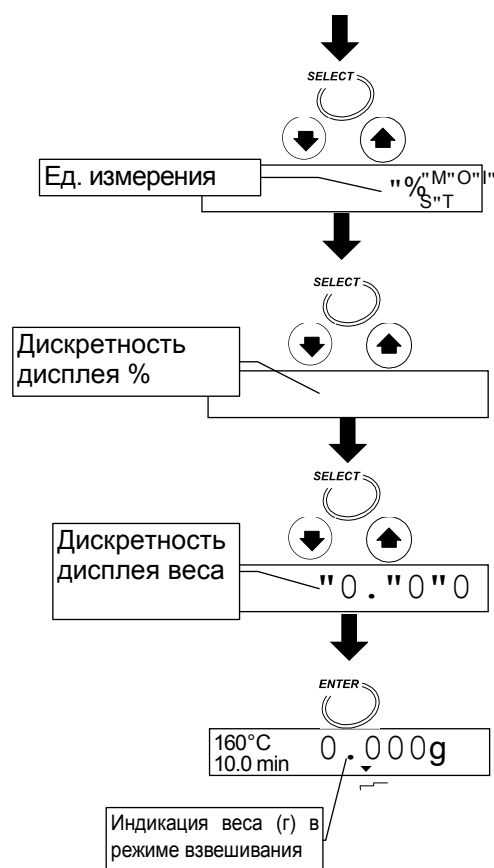 SELECT
Ед. измерения
"%"M"O"I"
S"T
SELECT
Дискретность
дисплея %
SELECT
Дискретность
дисплея веса
"0."0"0
ENTER
160°C
10.0 min
0.000g
Индикация веса (г) в
режиме взвешивания